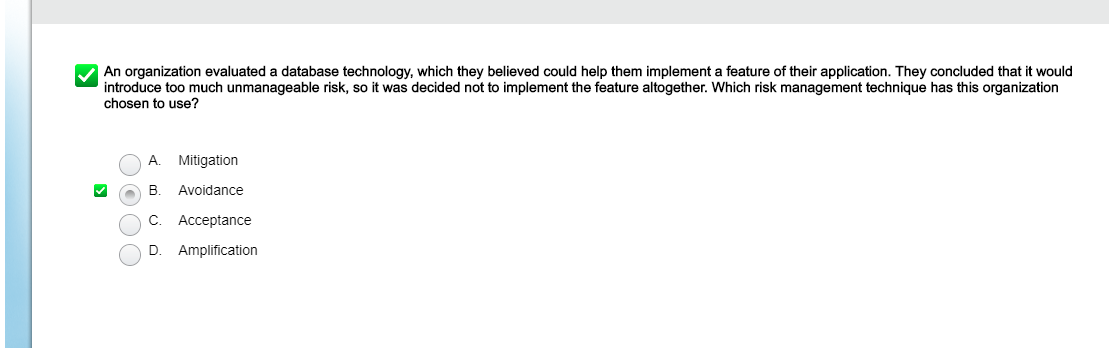 An organization evaluated a database technology, which they believed could help them implement a feature of their application. They concluded that it would
introduce too much unmanageable risk, so it was decided not to implement the feature altogether. Which risk management technique has this organization
chosen to use?
A. Mitigation
B. Avoidance
C. Acceptance
D. Amplification